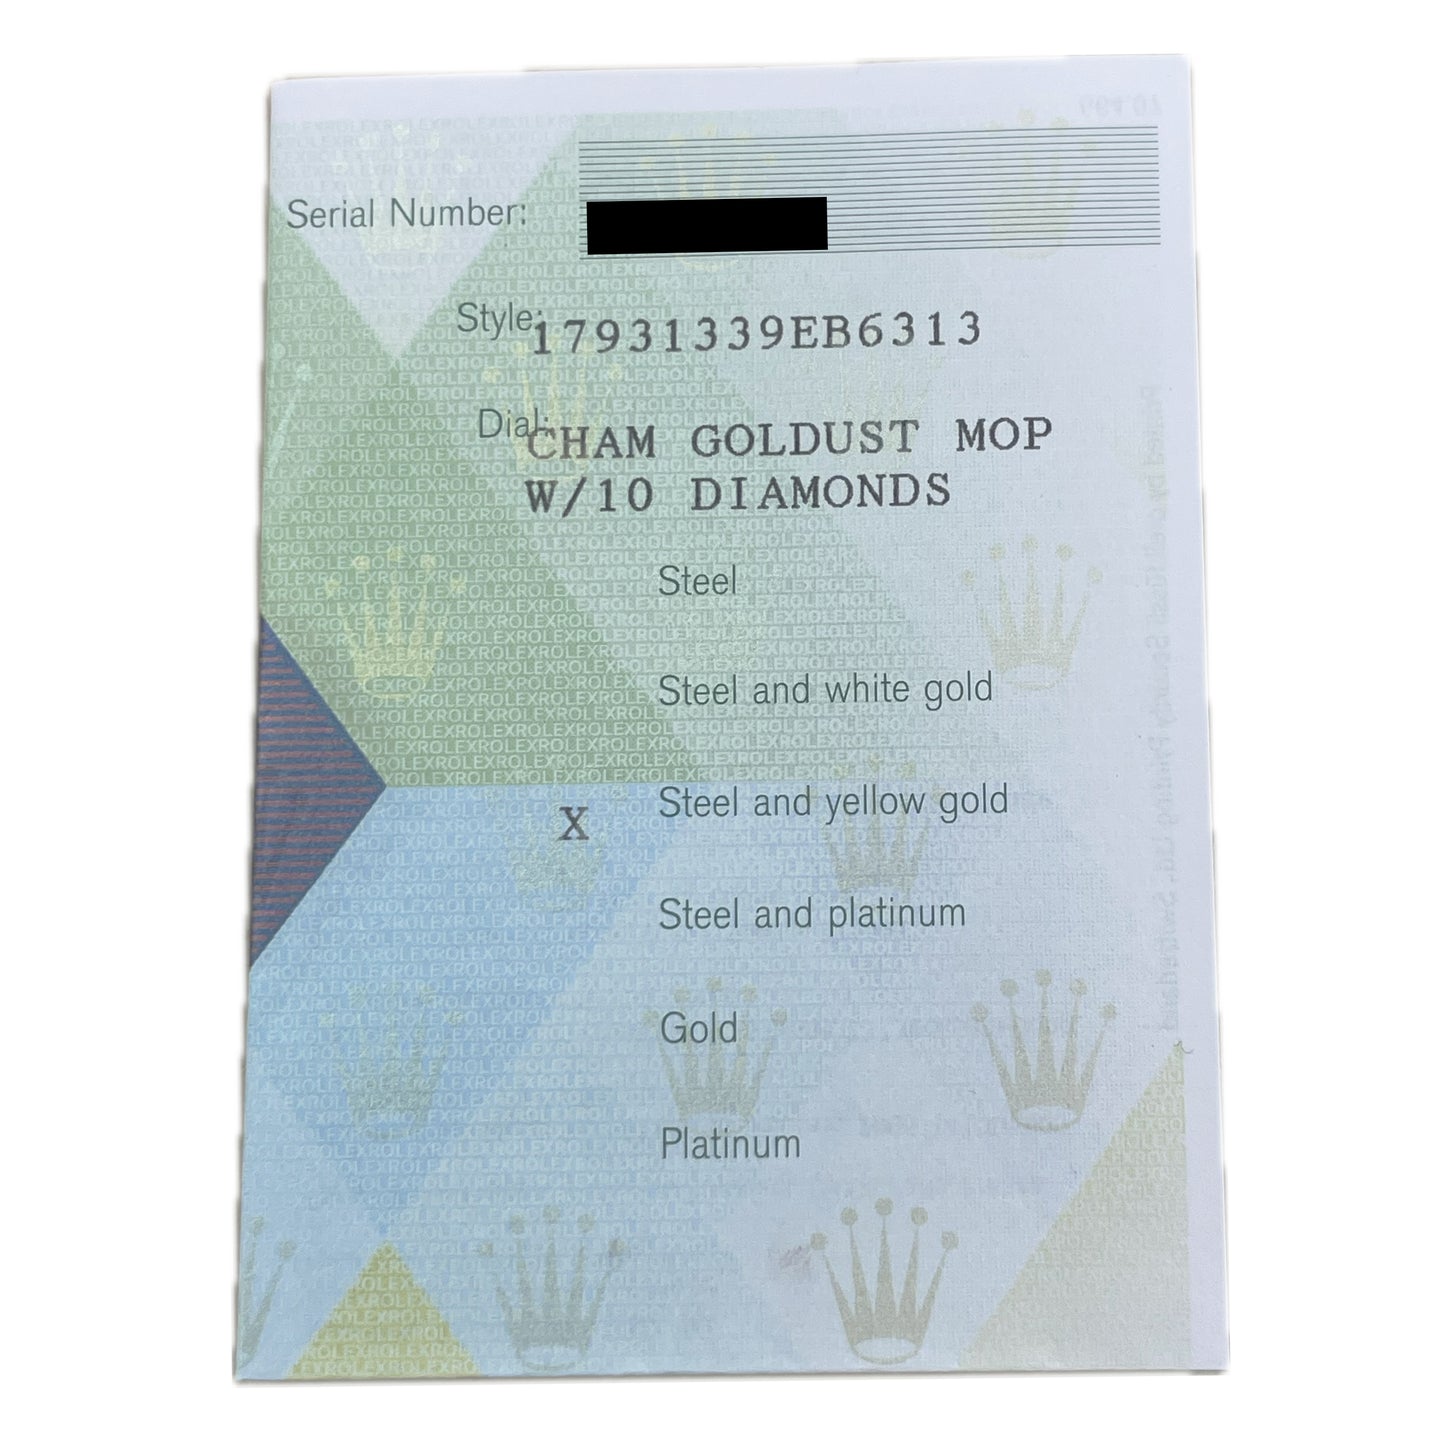 Serial Number:
Style: 17931339EB6313
Dial: CHAM GOLDUST MOP
W/10 DIAMONDS
Steel
Steel and white gold
X Steel and yellow gold
Steel and platinum
Gold
Platinum